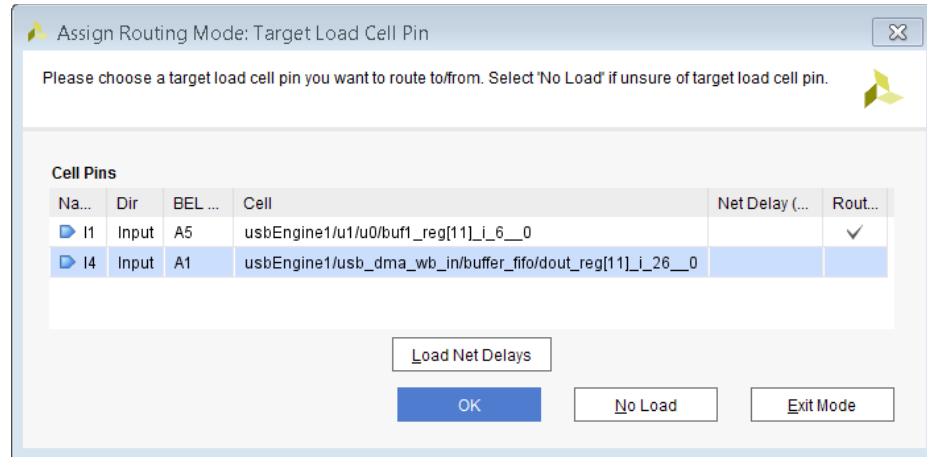 Assign Routing Mode: Target Load Cell Pin
Please choose a target load cell pin you want to route to/from. Select 'No Load' if unsure of target load cell pin.
Cell Pins
Na... Dir BEL ... Cell Net Delay (... Rout...
I1 Input A5 usbEngine1/u1/u0/buf1_reg[11]_i_6__0
I4 Input A1 usbEngine1/usb_dma_wb_in/buffer_fifo/dout_reg[11]_i_26__0
Load Net Delays
OK No Load Exit Mode